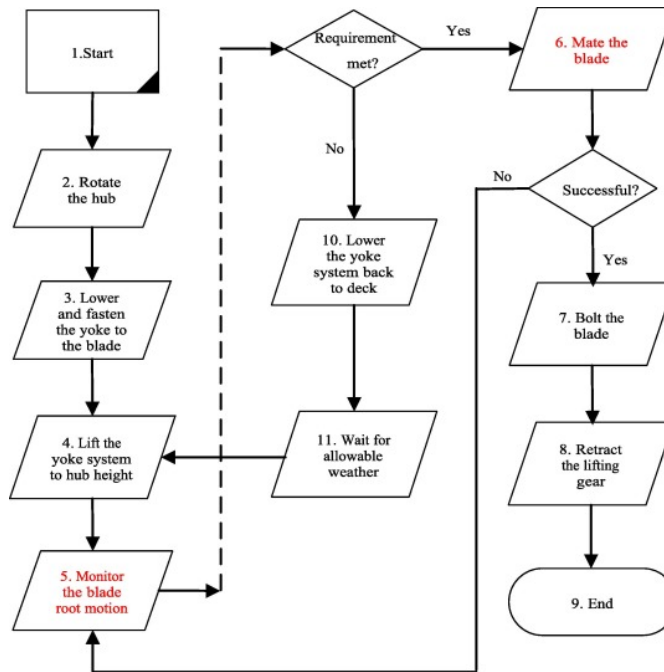 1.Start
2. Rotate
the hub
3. Lower
and fasten
the yoke to
the blade
4. Lift the
yoke system
to hub height
5. Monitor
the blade
root motion
Requirement
met?
Yes
No
10. Lower
the yoke
system back
to deck
11. Wait for
allowable
weather
6. Mate the
blade
Successful?
No
Yes
7. Bolt the
blade
8. Retract
the lifting
gear
9. End